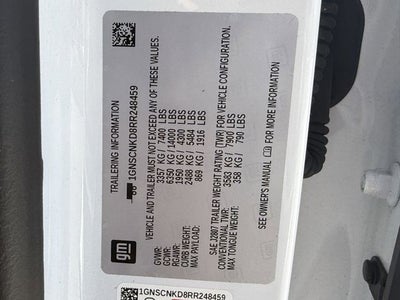 TRAILERING INFORMATION
1GNSCNKD8RR248459
VEHICLE AND TRAILER MUST NOT EXCEED ANY OF THESE VALUES.
GVWR: 3357 KG/ 7400 LBS
GCWR: 6350 KG/14000 LBS
RGAWR: 1950 KG/ 4300 LBS
CURB WEIGHT: 2488 KG/ 5484 LBS
MAX PAYLOAD: 869 KG/ 1916 LBS
SAE J2807 TRAILER WEIGHT RATING (TWR) FOR VEHICLE CONFIGURATION.
CONVENTIONAL TWR: 3583 KG/ 7900 LBS
MAX TONGUE WEIGHT: 358 KG/ 790 LBS
SEE OWNER'S MANUAL FOR MORE INFORMATION
gm
1GNSCNKD8RR248459